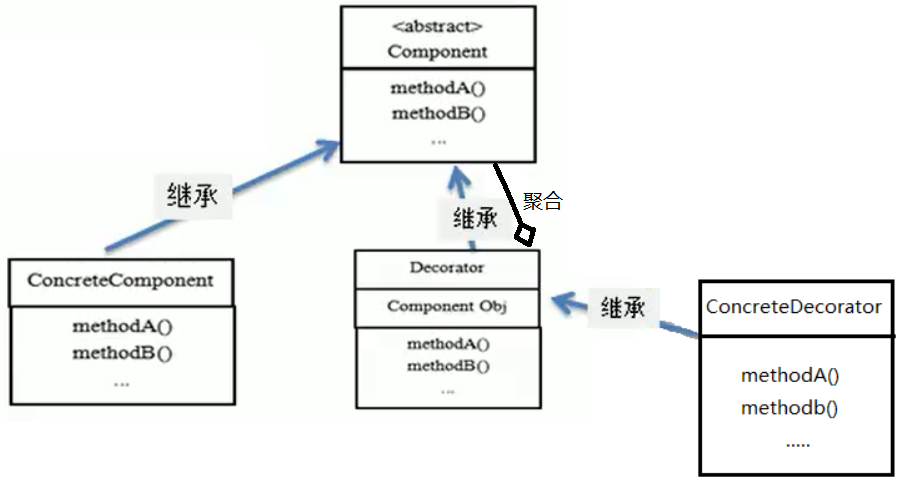 <abstract>
Component
methodA()
methodB()
...
继承
聚合
继承
ConcreteComponent
methodA()
methodB()
...
Decorator
Component Obj
methodA()
methodB()
...
继承
ConcreteDecorator
methodA()
methodb()
.....